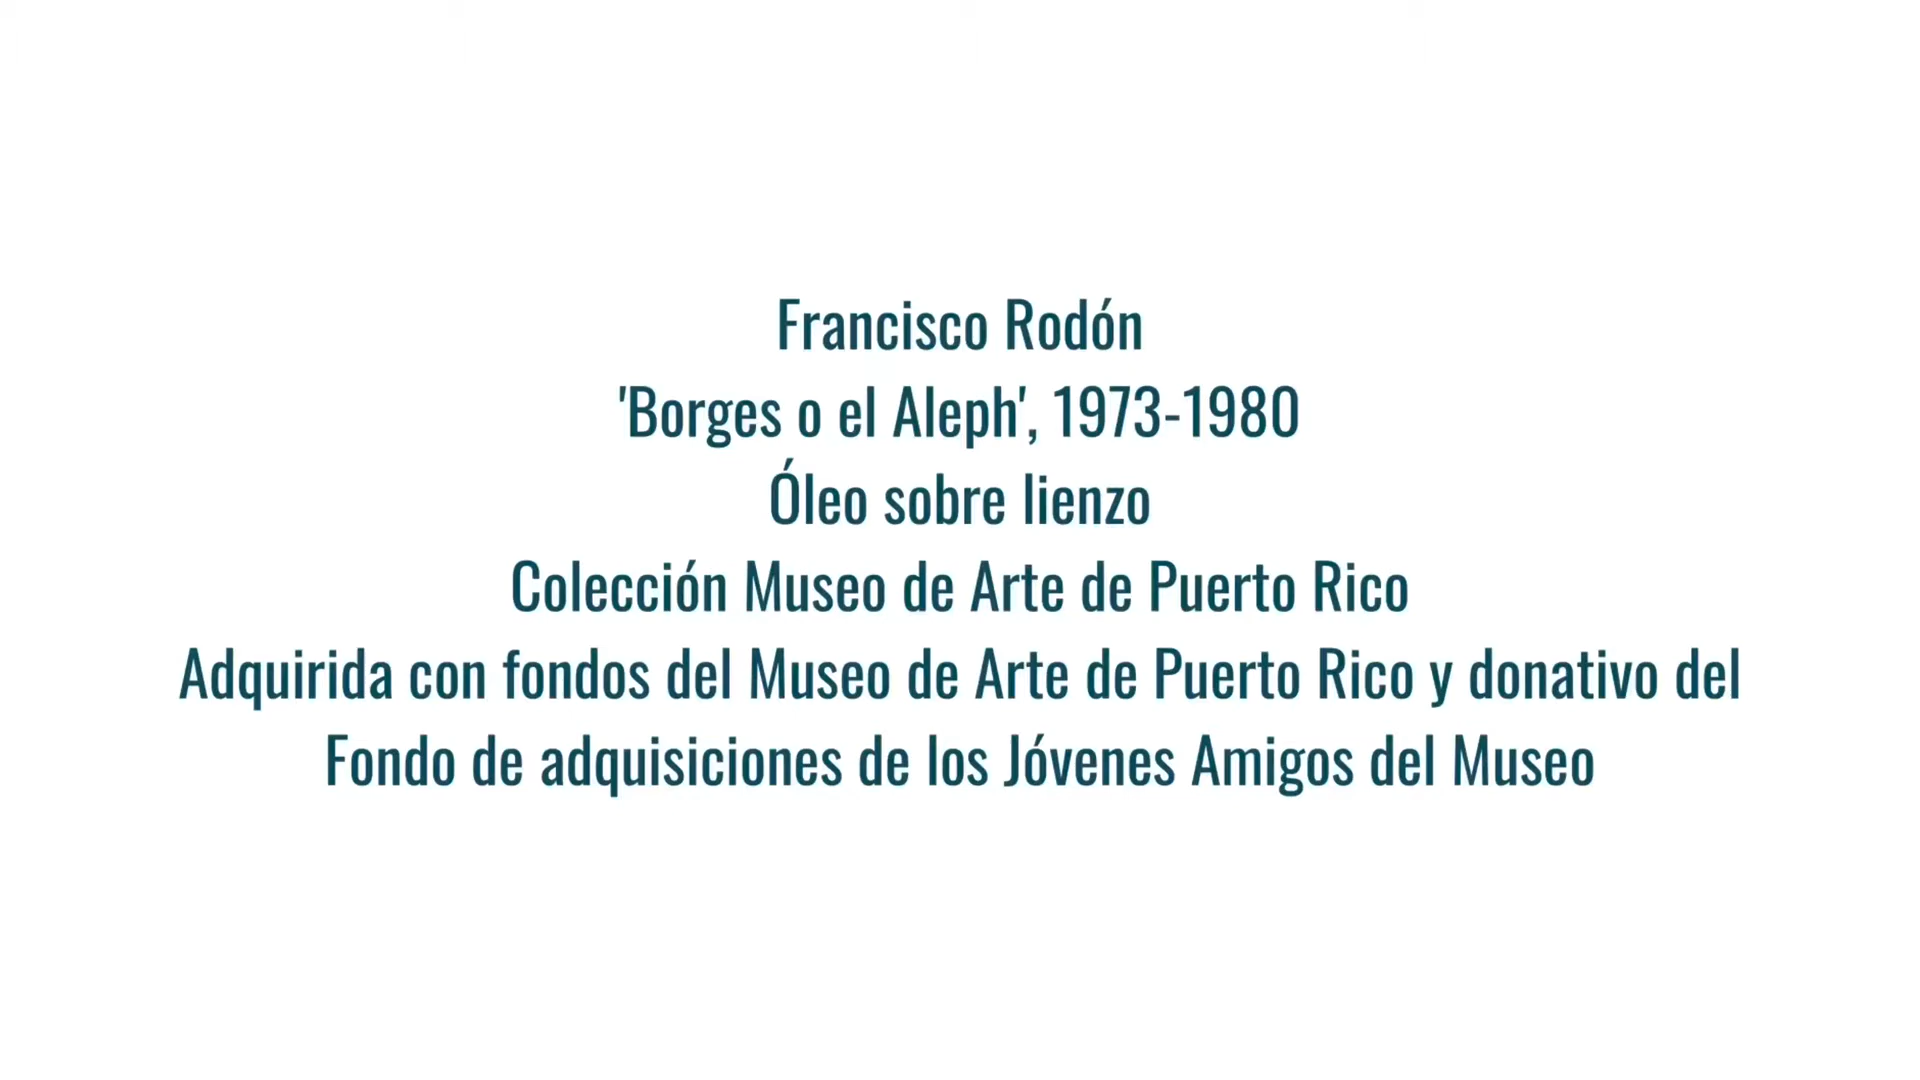 Francisco Rodón
'Borges o el Aleph', 1973-1980
Óleo sobre lienzo
Colección Museo de Arte de Puerto Rico
Adquirida con fondos del Museo de Arte de Puerto Rico y donativo del
Fondo de adquisiciones de los Jóvenes Amigos del Museo